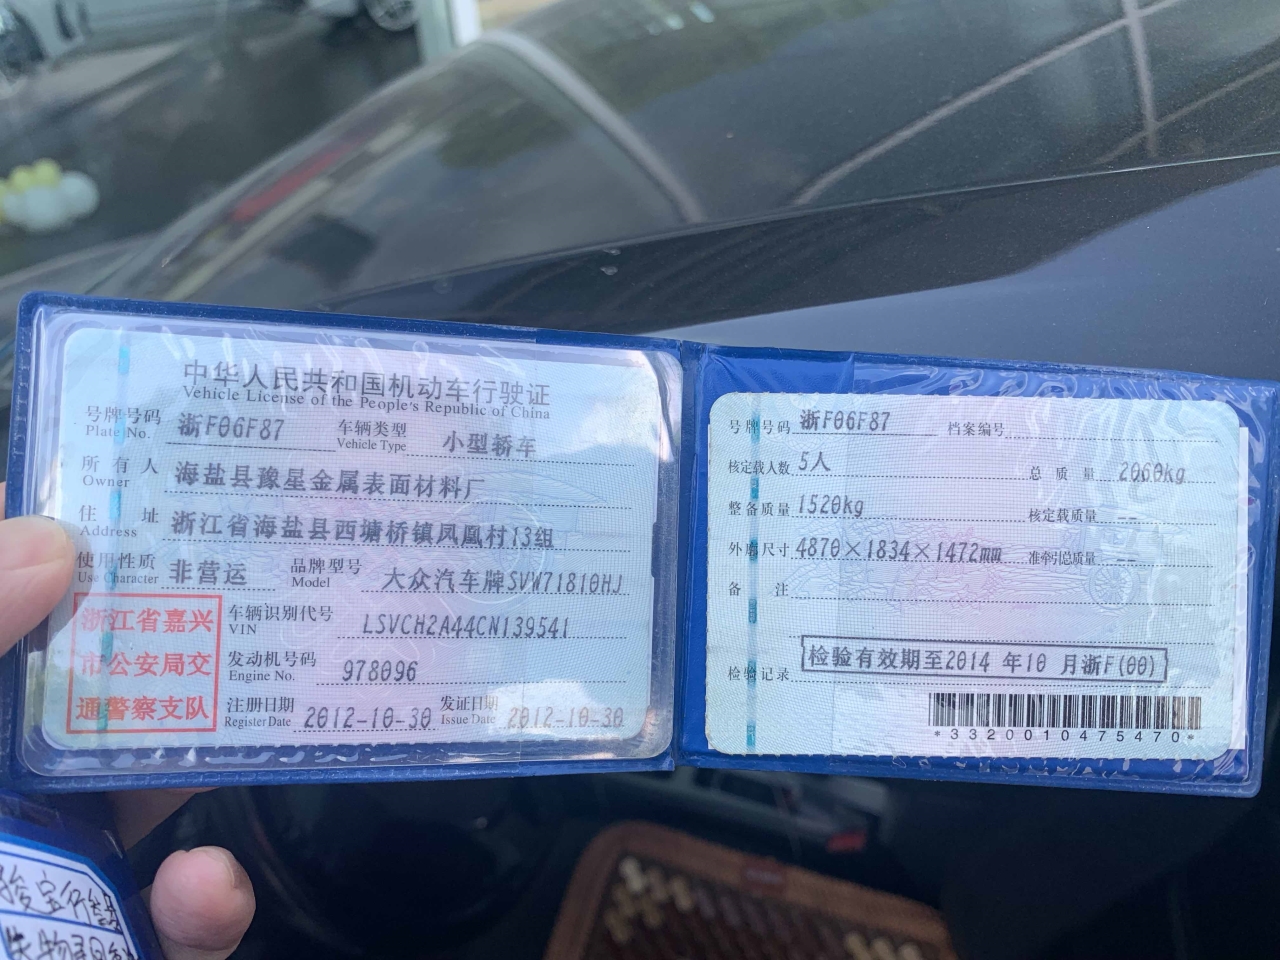 中华人民共和国机动车行驶证
Vehicle License of the People's Republic of China
号牌号码 Plate No. 浙F06F87 车辆类型 Vehicle Type 小型轿车
所有人 Owner 海盐县豫星金属表面材料厂
住址 Address 浙江省海盐县西塘桥镇凤凰村13组
使用性质 Use Character 非营运 品牌型号 Model 大众汽车牌SVW71810HJ
浙江省嘉兴
市公安局交
通警察支队
车辆识别代号 VIN LSVCH2A44CN139541
发动机号码 Engine No. 978096
注册日期 Register Date 2012-10-30 发证日期 Issue Date 2012-10-30
号牌号码 浙F06F87 档案编号
核定载人数 5人 总质量 2060kg
整备质量 1520kg 核定载质量 --
外廓尺寸 4870×1834×1472mm 准牵引总质量 --
备注
检验记录 检验有效期至2014 年10 月浙F(00)
*3320010475470*